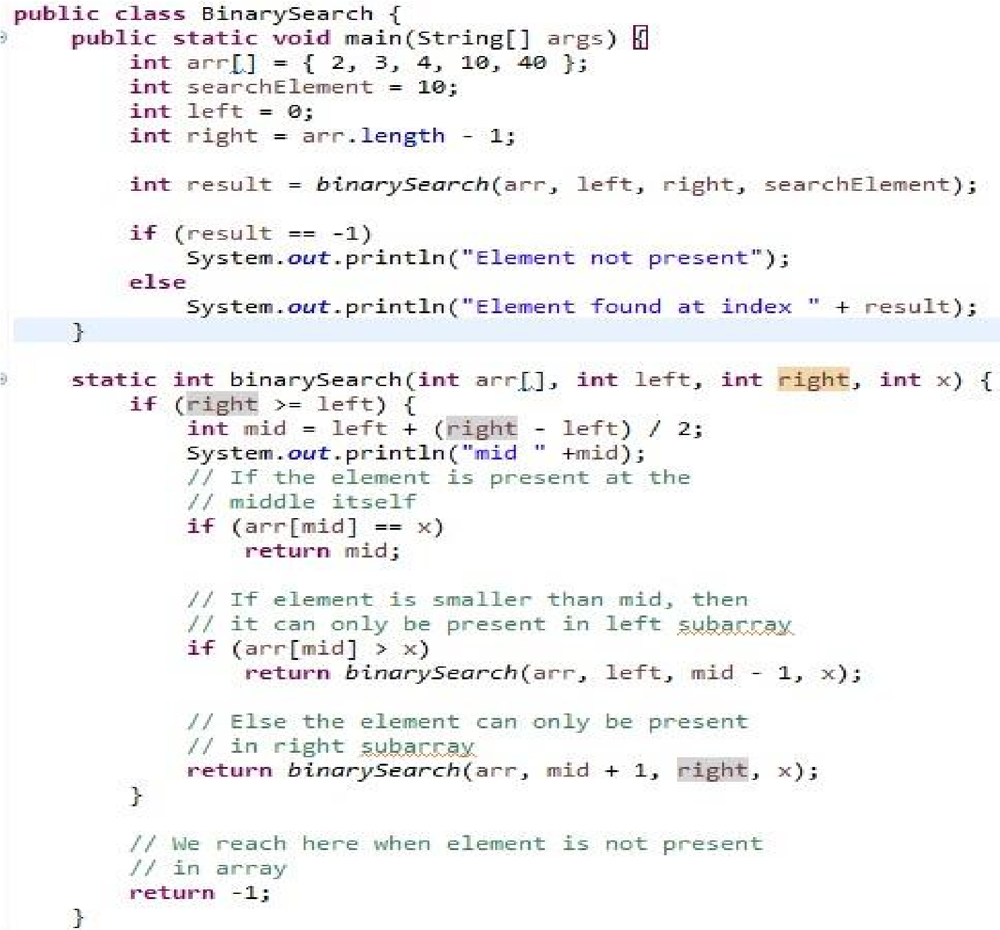 public class BinarySearch {
    public static void main(String[] args) {
        int arr[] = { 2, 3, 4, 10, 40 };
        int searchElement = 10;
        int left = 0;
        int right = arr.length - 1;

        int result = binarySearch(arr, left, right, searchElement);

        if (result == -1)
            System.out.println("Element not present");
        else
            System.out.println("Element found at index " + result);
    }

    static int binarySearch(int arr[], int left, int right, int x) {
        if (right >= left) {
            int mid = left + (right - left) / 2;
            System.out.println("mid " +mid);
            // If the element is present at the
            // middle itself
            if (arr[mid] == x)
                return mid;

            // If element is smaller than mid, then
            // it can only be present in left subarray
            if (arr[mid] > x)
                return binarySearch(arr, left, mid - 1, x);

            // Else the element can only be present
            // in right subarray
            return binarySearch(arr, mid + 1, right, x);
        }

        // We reach here when element is not present
        // in array
        return -1;
    }